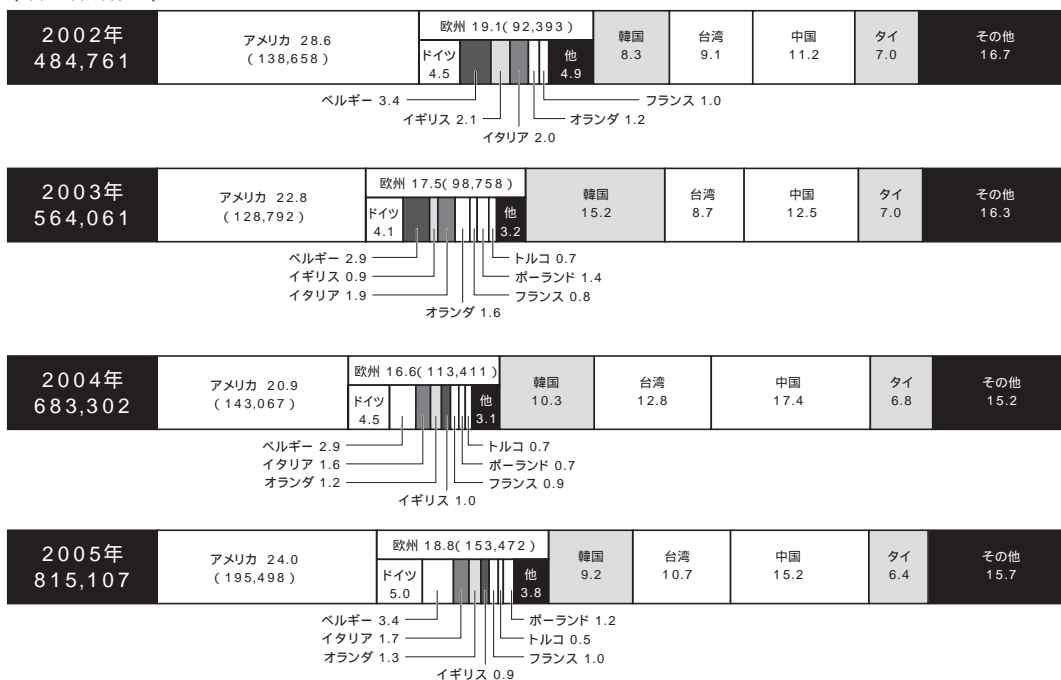 2002年
484,761
アメリカ 28.6
(138,658)
欧州 19.1(92,393)
ドイツ
4.5
他
4.9
韓国
8.3
台湾
9.1
中国
11.2
タイ
7.0
その他
16.7
ベルギー 3.4
イギリス 2.1
イタリア 2.0
オランダ 1.2
フランス 1.0
2003年
564,061
アメリカ 22.8
(128,792)
欧州 17.5(98,758)
ドイツ
4.1
他
3.2
韓国
15.2
台湾
8.7
中国
12.5
タイ
7.0
その他
16.3
ベルギー 2.9
イギリス 0.9
イタリア 1.9
オランダ 1.6
トルコ 0.7
ポーランド 1.4
フランス 0.8
2004年
683,302
アメリカ 20.9
(143,067)
欧州 16.6(113,411)
ドイツ
4.5
他
3.1
韓国
10.3
台湾
12.8
中国
17.4
タイ
6.8
その他
15.2
ベルギー 2.9
イタリア 1.6
オランダ 1.2
イギリス 1.0
トルコ 0.7
ポーランド 0.7
フランス 0.9
2005年
815,107
アメリカ 24.0
(195,498)
欧州 18.8(153,472)
ドイツ
5.0
他
3.8
韓国
9.2
台湾
10.7
中国
15.2
タイ
6.4
その他
15.7
ベルギー 3.4
イタリア 1.7
オランダ 1.3
イギリス 0.9
ポーランド 1.2
トルコ 0.5
フランス 1.0